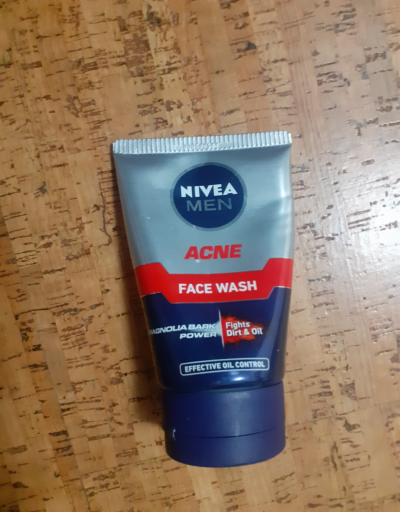 NIVEA
MEN
ACNE
FACE WASH
MAGNOLIA BARK
POWER
Fights
Dirt & Oil
EFFECTIVE OIL CONTROL